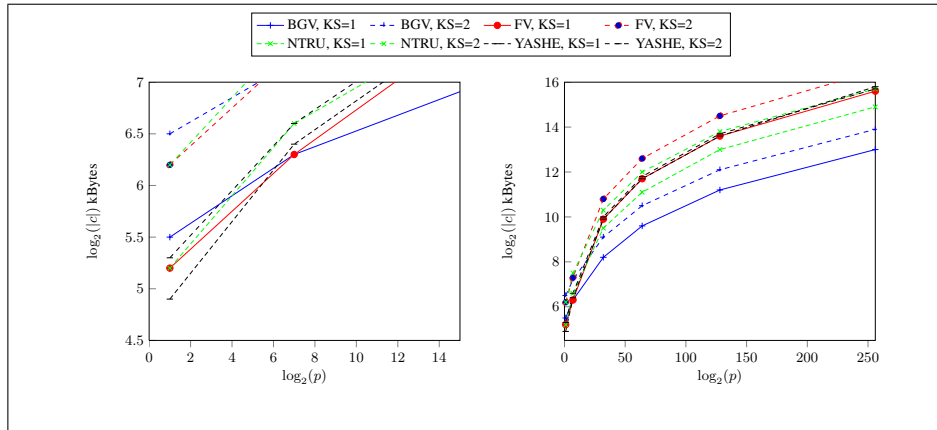 BGV, KS=1 BGV, KS=2 FV, KS=1 FV, KS=2
NTRU, KS=1 NTRU, KS=2 YASHE, KS=1 YASHE, KS=2
7
6.5
6
5.5
5
4.5
0 2 4 6 8 10 12 14
log₂(p)
log₂(|c|) kBytes
16
14
12
10
8
6
0 50 100 150 200 250
log₂(p)
log₂(|c|) kBytes